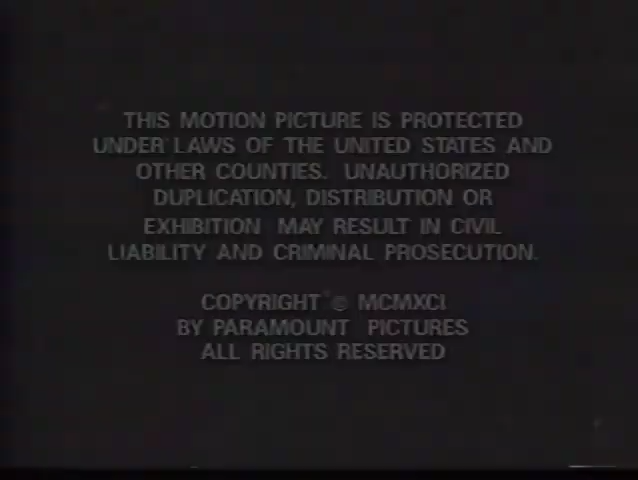 THIS MOTION PICTURE IS PROTECTED
UNDER LAWS OF THE UNITED STATES AND
OTHER COUNTIES. UNAUTHORIZED
DUPLICATION, DISTRIBUTION OR
EXHIBITION MAY RESULT IN CIVIL
LIABILITY AND CRIMINAL PROSECUTION.
COPYRIGHT © MCMXCI
BY PARAMOUNT PICTURES
ALL RIGHTS RESERVED